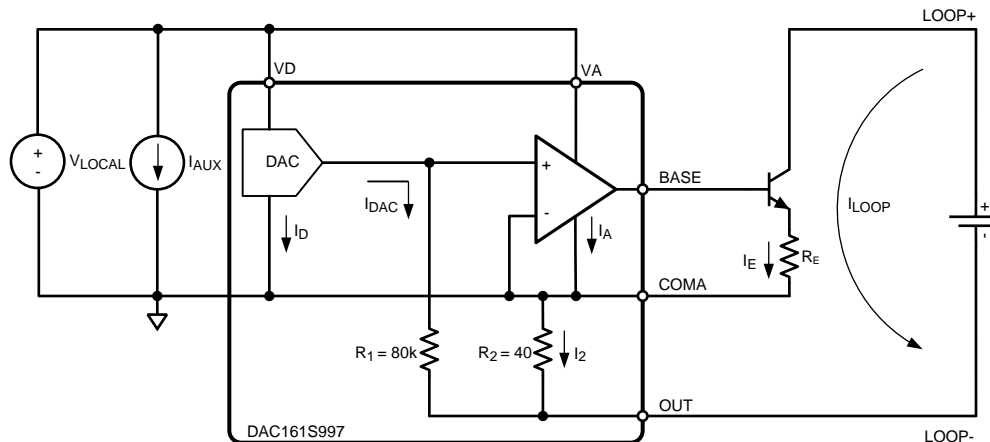 LOOP+
VD
VA
+
-
VLOCAL
IAUX
DAC
IDAC
+
-
BASE
ID
IA
ILOOP
+
-
IE
RE
COMA
R1 = 80k
R2 = 40
I2
OUT
DAC161S997
LOOP-